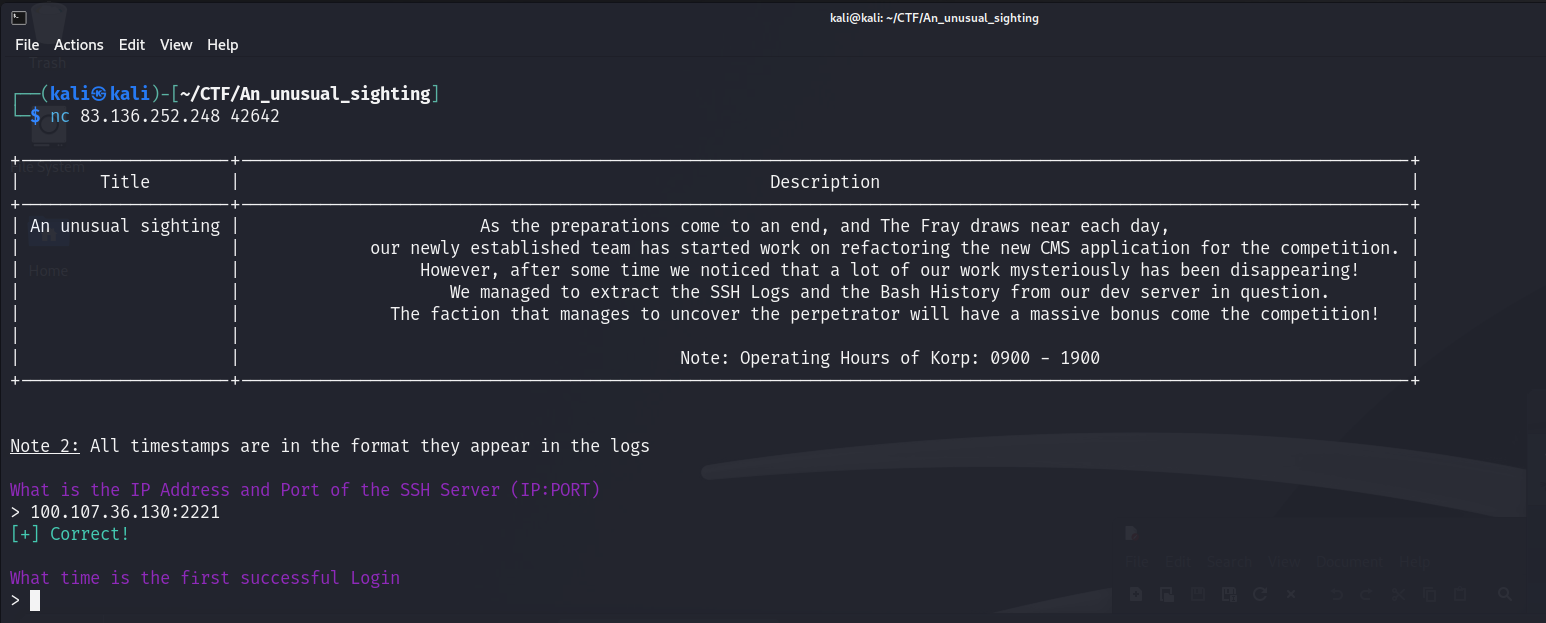 kali@kali: ~/CTF/An_unusual_sighting
File Actions Edit View Help
Trash
┌──(kali㉿kali)-[~/CTF/An_unusual_sighting]
└─$ nc 83.136.252.248 42642
File System
Title | Description
An unusual sighting | As the preparations come to an end, and The Fray draws near each day,
our newly established team has started work on refactoring the new CMS application for the competition.
However, after some time we noticed that a lot of our work mysteriously has been disappearing!
Home
We managed to extract the SSH Logs and the Bash History from our dev server in question.
The faction that manages to uncover the perpetrator will have a massive bonus come the competition!
Note: Operating Hours of Korp: 0900 - 1900
Note 2: All timestamps are in the format they appear in the logs
What is the IP Address and Port of the SSH Server (IP:PORT)
> 100.107.36.130:2221
[+] Correct!
File Edit Search View Document Help
What time is the first successful Login
>